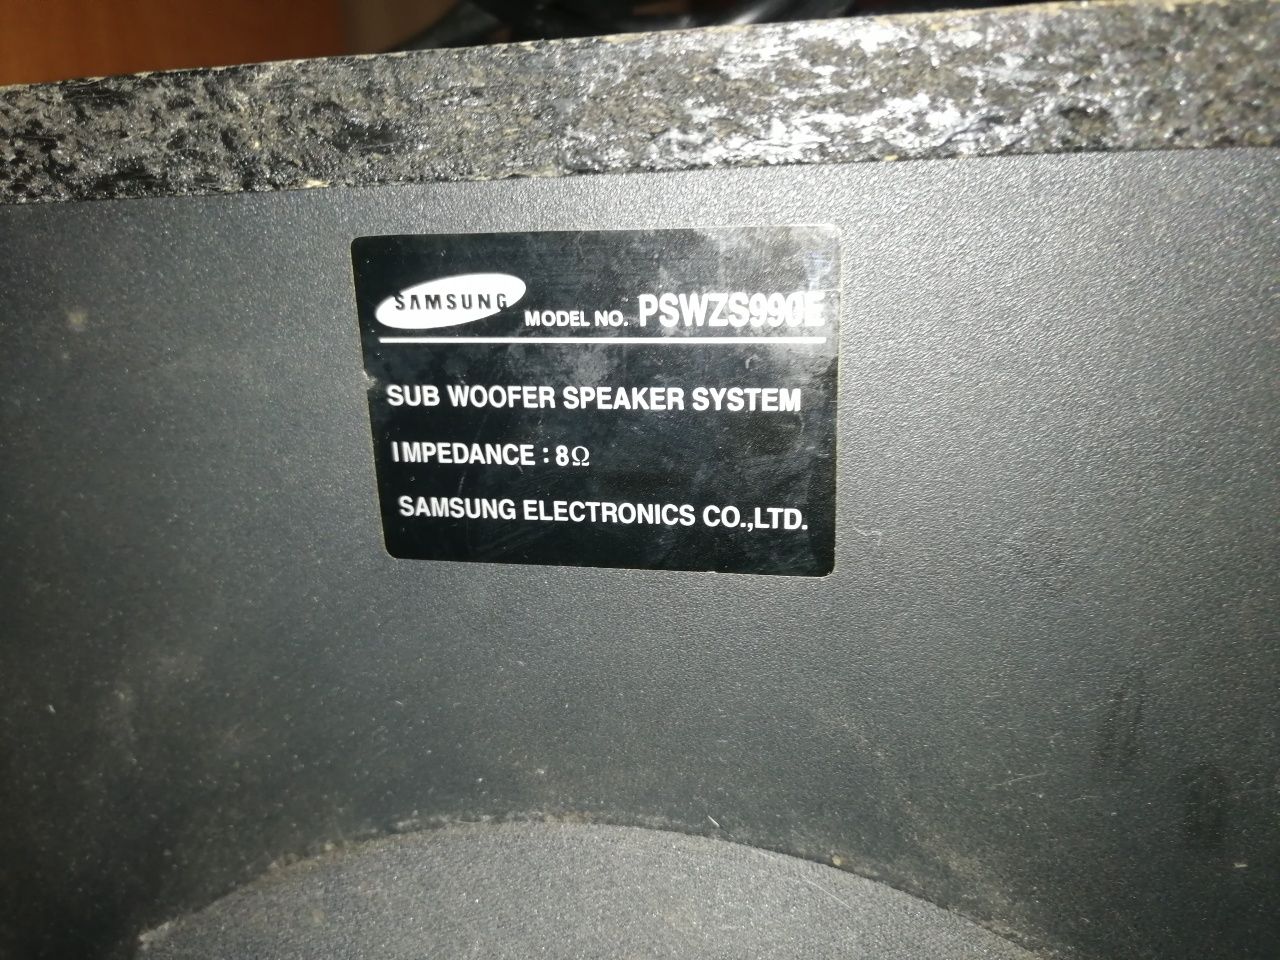 SAMSUNG MODEL NO. PSWZS990E
SUB WOOFER SPEAKER SYSTEM
IMPEDANCE : 8Ω
SAMSUNG ELECTRONICS CO.,LTD.